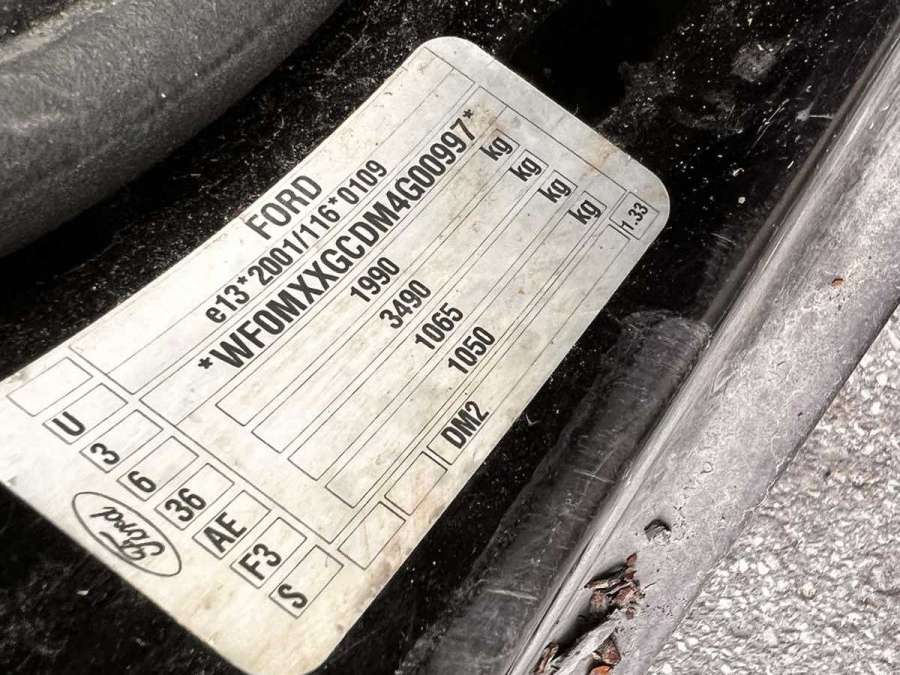 FORD
e13*2001/116*0109
*WF0MXXGCDM4G00997*
1990 kg
3490 kg
1065 kg
1050 kg
1.33
DM2
U
3
6
36
AE
F3
S
Ford